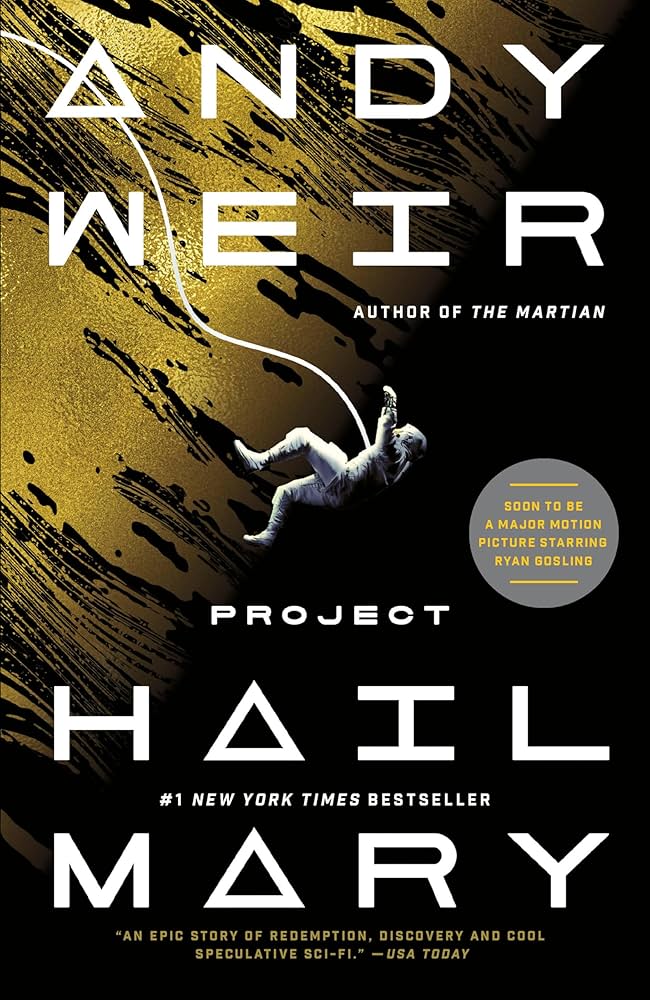 ANDY
WEIR
AUTHOR OF THE MARTIAN
SOON TO BE
A MAJOR MOTION
PICTURE STARRING
RYAN GOSLING
PROJECT
HAIL
#1 NEW YORK TIMES BESTSELLER
MARY
“AN EPIC STORY OF REDEMPTION, DISCOVERY AND COOL
SPECULATIVE SCI-FI.” —USA TODAY